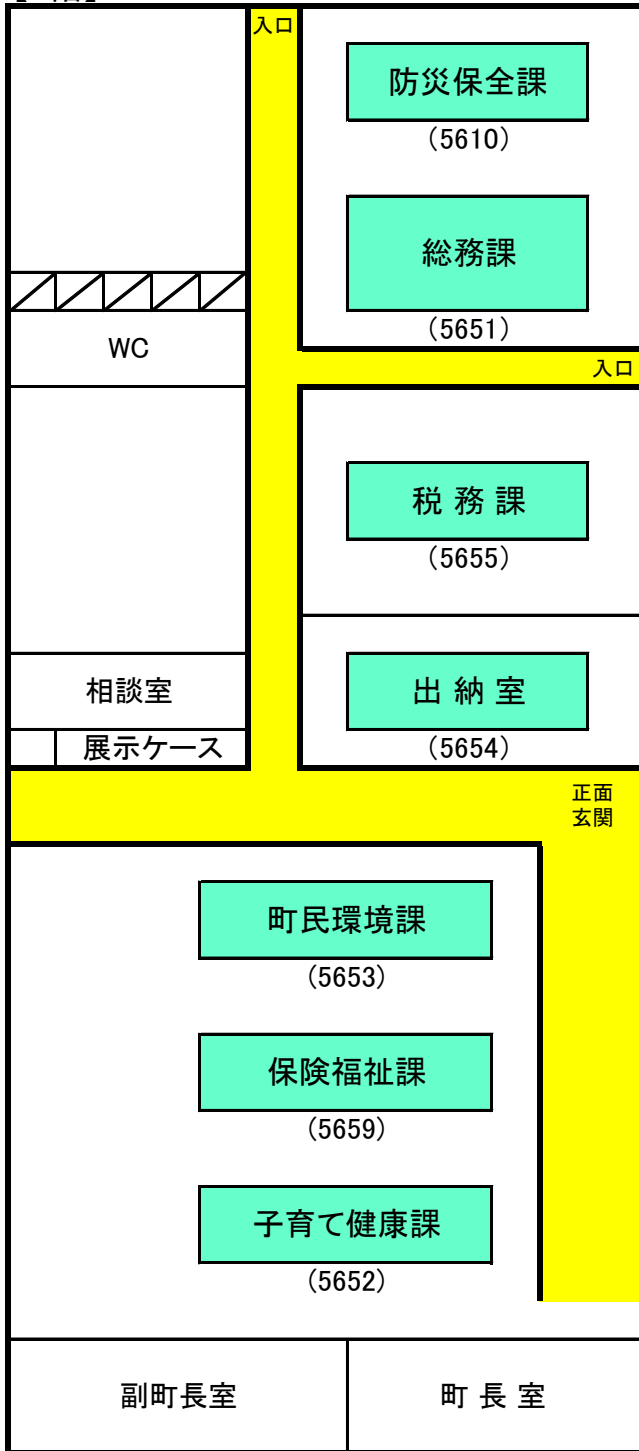 入口
防災保全課
(5610)
総務課
(5651)
WC
入口
税務課
(5655)
相談室
出納室
展示ケース
(5654)
正面
玄関
町民環境課
(5653)
保険福祉課
(5659)
子育て健康課
(5652)
副町長室
町長室